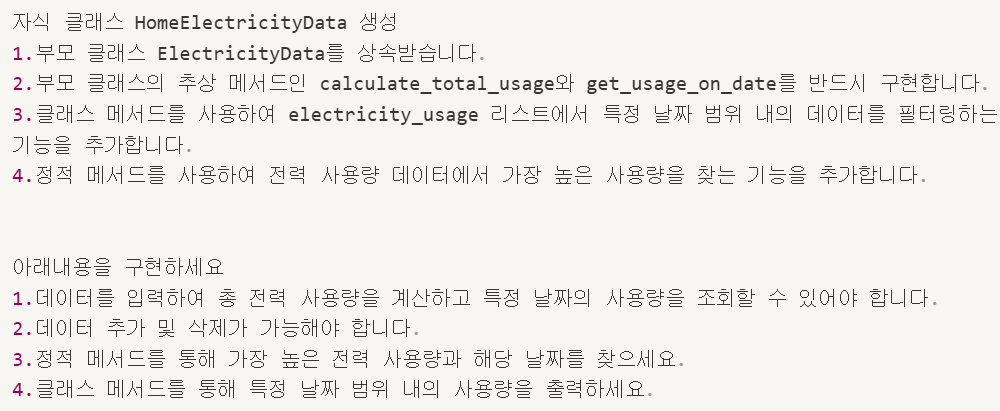 자식 클래스 HomeElectricityData 생성
1.부모 클래스 ElectricityData를 상속받습니다.
2.부모 클래스의 추상 메서드인 calculate_total_usage와 get_usage_on_date를 반드시 구현합니다.
3.클래스 메서드를 사용하여 electricity_usage 리스트에서 특정 날짜 범위 내의 데이터를 필터링하는
기능을 추가합니다.
4.정적 메서드를 사용하여 전력 사용량 데이터에서 가장 높은 사용량을 찾는 기능을 추가합니다.
아래내용을 구현하세요
1.데이터를 입력하여 총 전력 사용량을 계산하고 특정 날짜의 사용량을 조회할 수 있어야 합니다.
2.데이터 추가 및 삭제가 가능해야 합니다.
3.정적 메서드를 통해 가장 높은 전력 사용량과 해당 날짜를 찾으세요.
4.클래스 메서드를 통해 특정 날짜 범위 내의 사용량을 출력하세요.